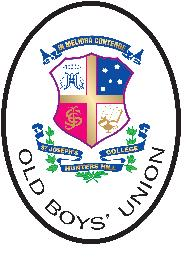 IN MELIORA CONTENDE
ST JOSEPH'S COLLEGE
HUNTERS HILL
OLD BOYS' UNION